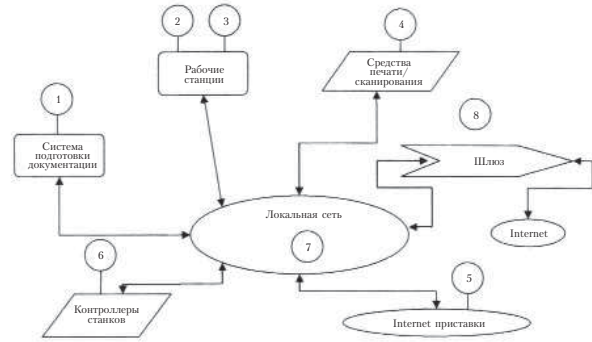 2
3
4
Рабочие
станции
Средства
печати/
сканирования
1
8
Система
подготовки
документации
Шлюз
Локальная сеть
Internet
7
6
5
Контроллеры
станков
Internet приставки